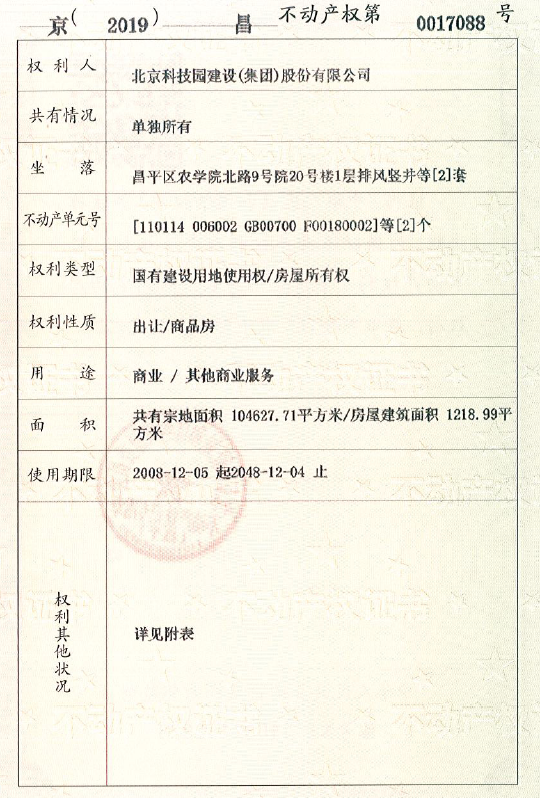 京( 2019 ) 昌 不动产权第 0017088 号
权利人 北京科技园建设(集团)股份有限公司
共有情况 单独所有
坐落 昌平区农学院北路9号院20号楼1层排风竖井等[2]套
不动产单元号 [110114 006002 GB00700 F00180002]等[2]个
权利类型 国有建设用地使用权/房屋所有权
权利性质 出让/商品房
用途 商业 / 其他商业服务
面积 共有宗地面积 104627.71平方米/房屋建筑面积 1218.99平
方米
使用期限 2008-12-05 起2048-12-04 止
权利其他状况 详见附表